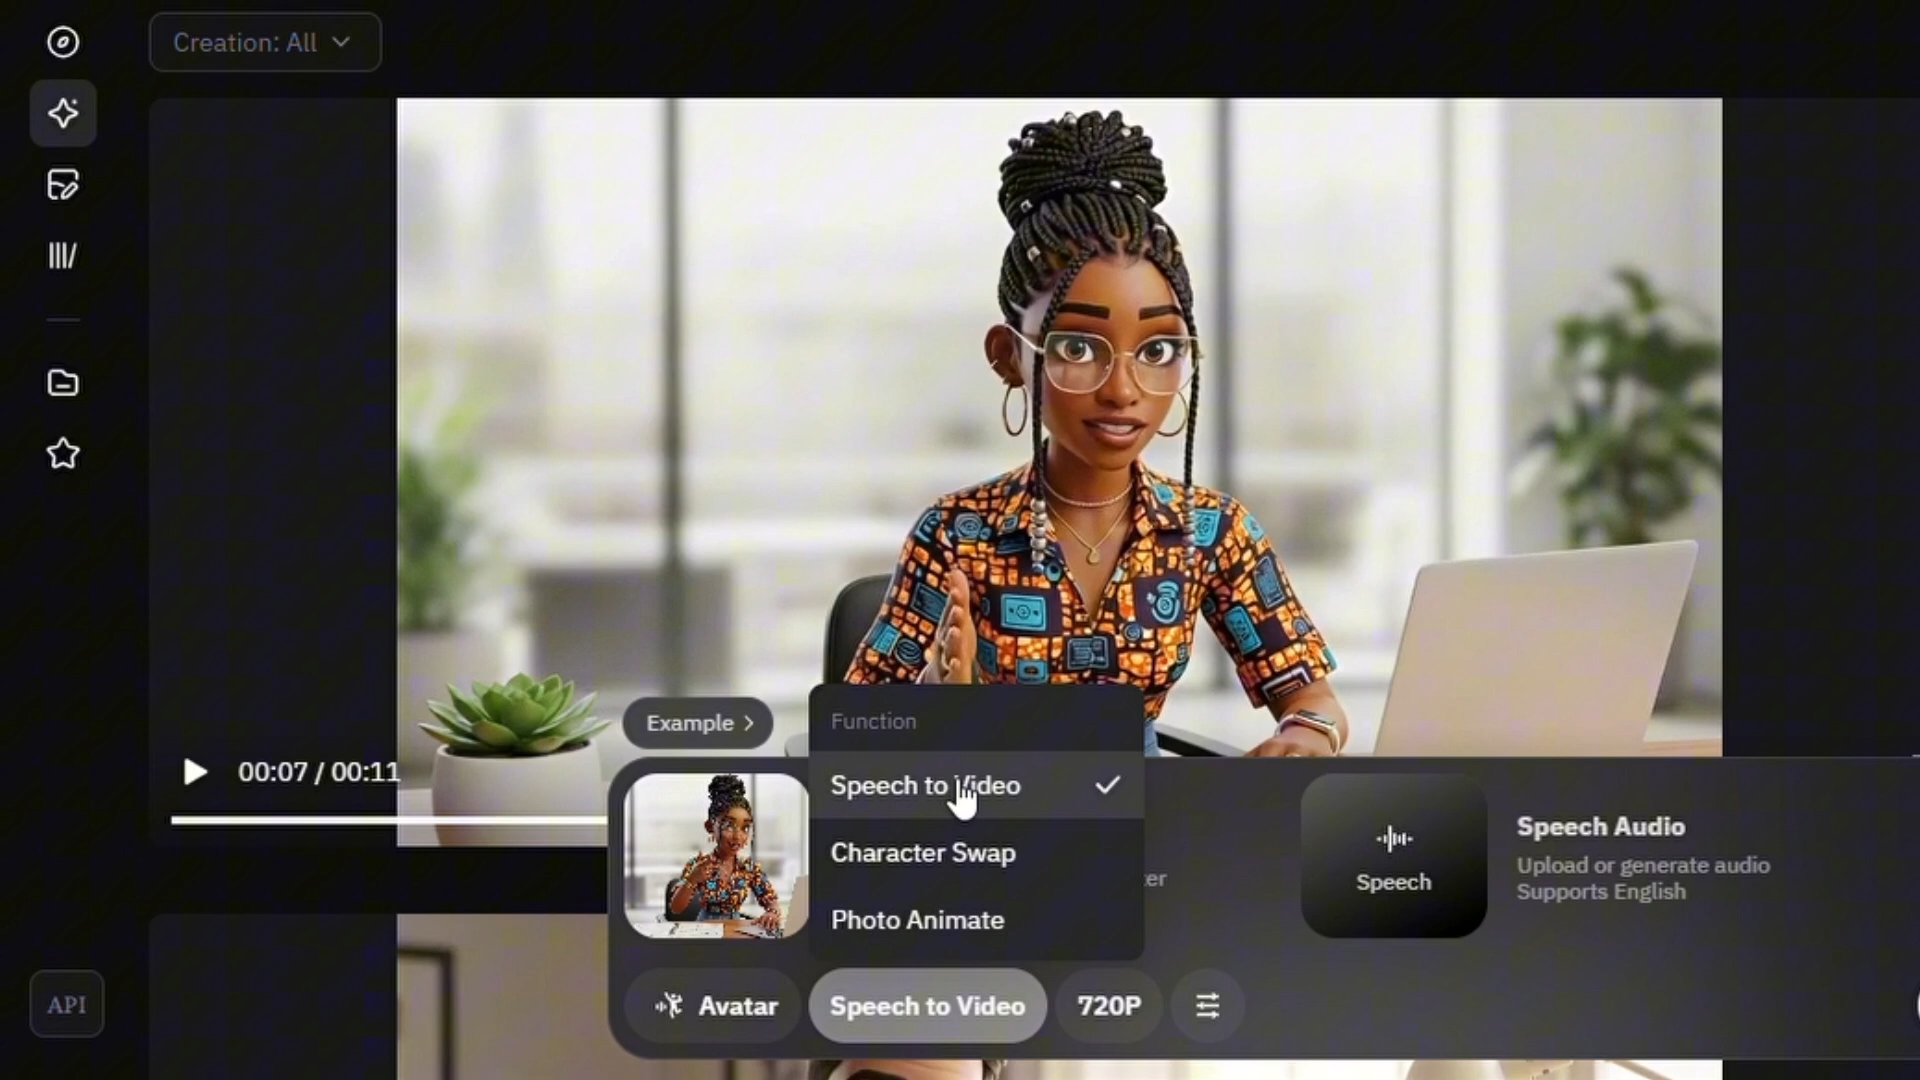 Creation: All
00:07 / 00:11
Example >
Function
Speech to Video
Character Swap
Photo Animate
Speech
Speech Audio
Upload or generate audio
Supports English
API
Avatar
Speech to Video
720P